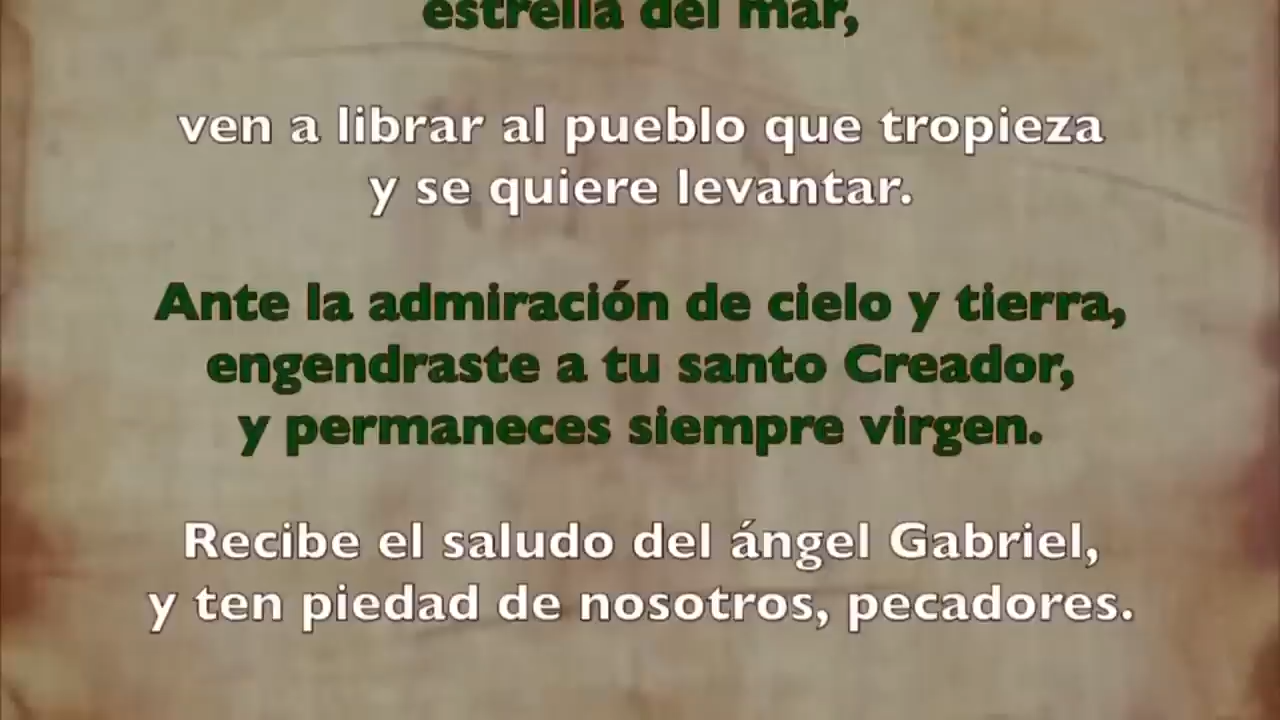 estrella del mar,
ven a librar al pueblo que tropieza
y se quiere levantar.
Ante la admiración de cielo y tierra,
engendraste a tu santo Creador,
y permaneces siempre virgen.
Recibe el saludo del ángel Gabriel,
y ten piedad de nosotros, pecadores.